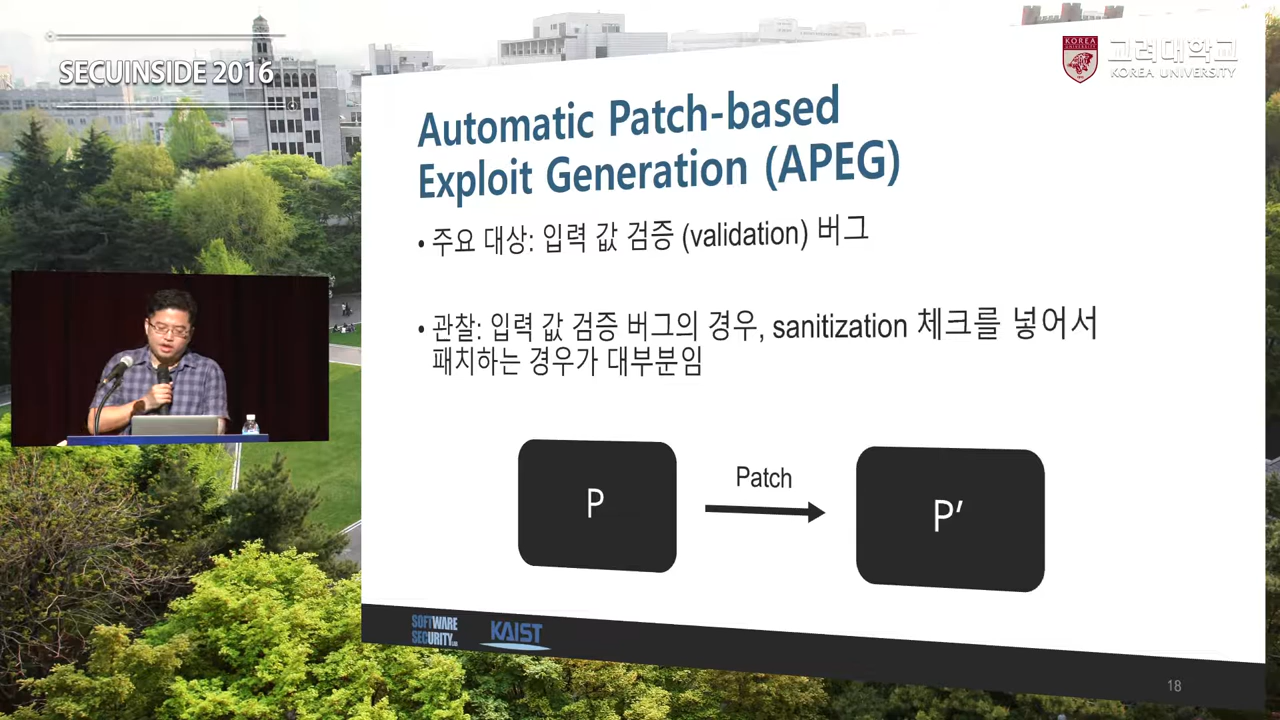 SECUINSIDE 2016
KOREA
UNIVERSITY
고려대학교
KOREA UNIVERSITY
Automatic Patch-based
Exploit Generation (APEG)
• 주요 대상: 입력 값 검증 (validation) 버그
• 관찰: 입력 값 검증 버그의 경우, sanitization 체크를 넣어서
패치하는 경우가 대부분임
P
Patch
P′
SOFTWARE
SECURITY
KAIST
18